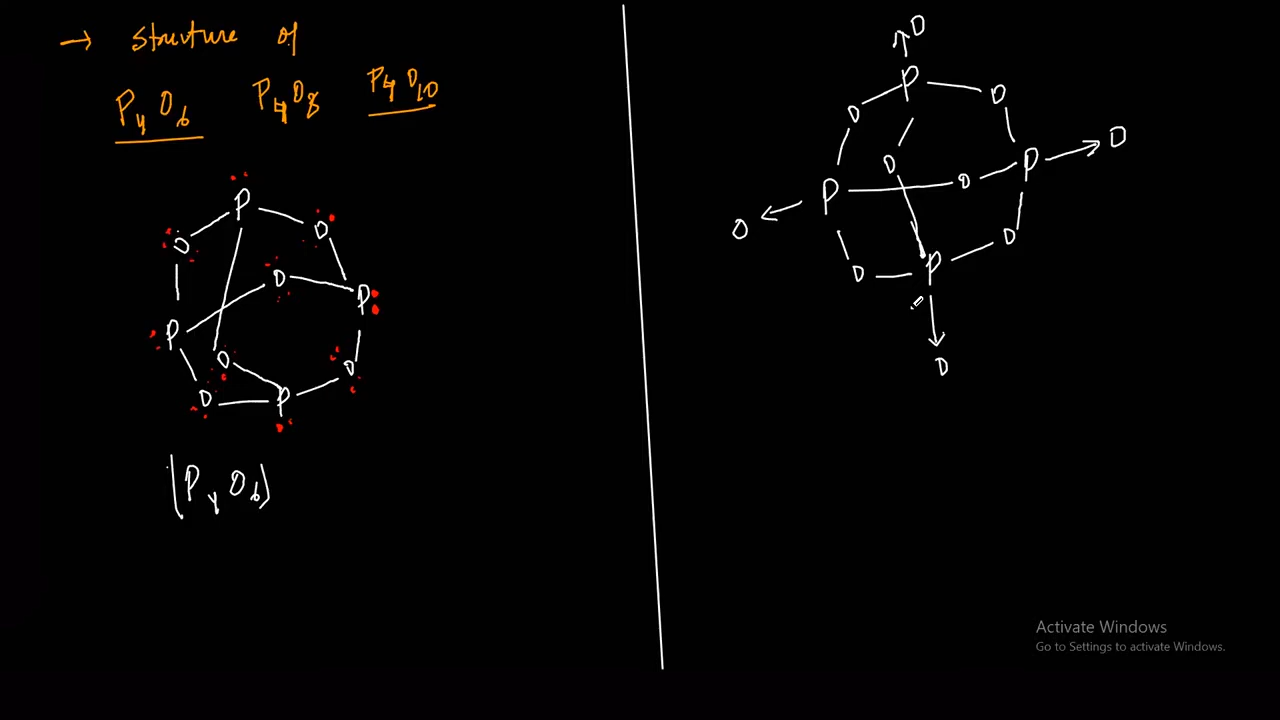 → Structure of
P4O6 P4O8 P4O10
P O
O O P
P O O
P O O
O P
(P4O6)
O
P
O O
O P O
P O
O
O P O
O
Activate Windows
Go to Settings to activate Windows.